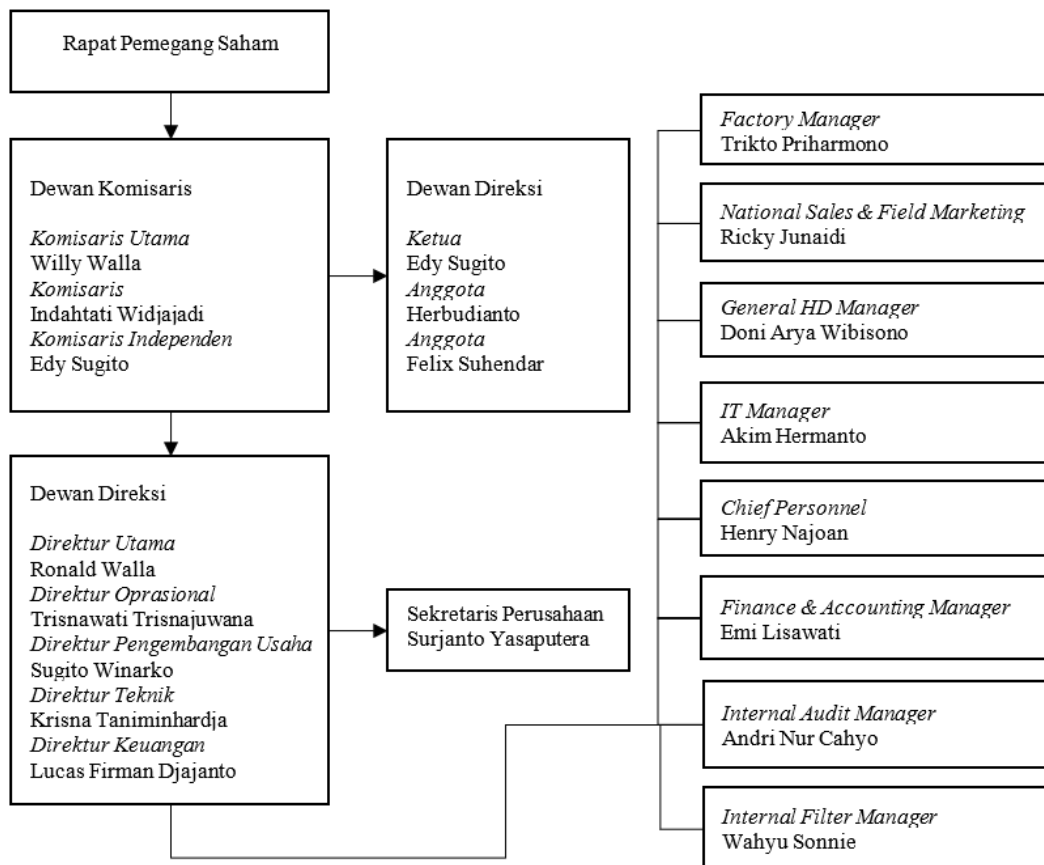 Rapat Pemegang Saham
Dewan Komisaris
Komisaris Utama
Willy Walla
Komisaris
Indahtati Widjajadi
Komisaris Independen
Edy Sugito
Dewan Direksi
Ketua
Edy Sugito
Anggota
Herbudianto
Anggota
Felix Suhendar
Dewan Direksi
Direktur Utama
Ronald Walla
Direktur Oprasional
Trisnawati Trisnajuwana
Direktur Pengembangan Usaha
Sugito Winarko
Direktur Teknik
Krisna Taniminhardja
Direktur Keuangan
Lucas Firman Djajanto
Sekretaris Perusahaan
Surjanto Yasaputera
Factory Manager
Trikto Priharmono
National Sales & Field Marketing
Ricky Junaidi
General HD Manager
Doni Arya Wibisono
IT Manager
Akim Hermanto
Chief Personnel
Henry Najoan
Finance & Accounting Manager
Emi Lisawati
Internal Audit Manager
Andri Nur Cahyo
Internal Filter Manager
Wahyu Sonnie